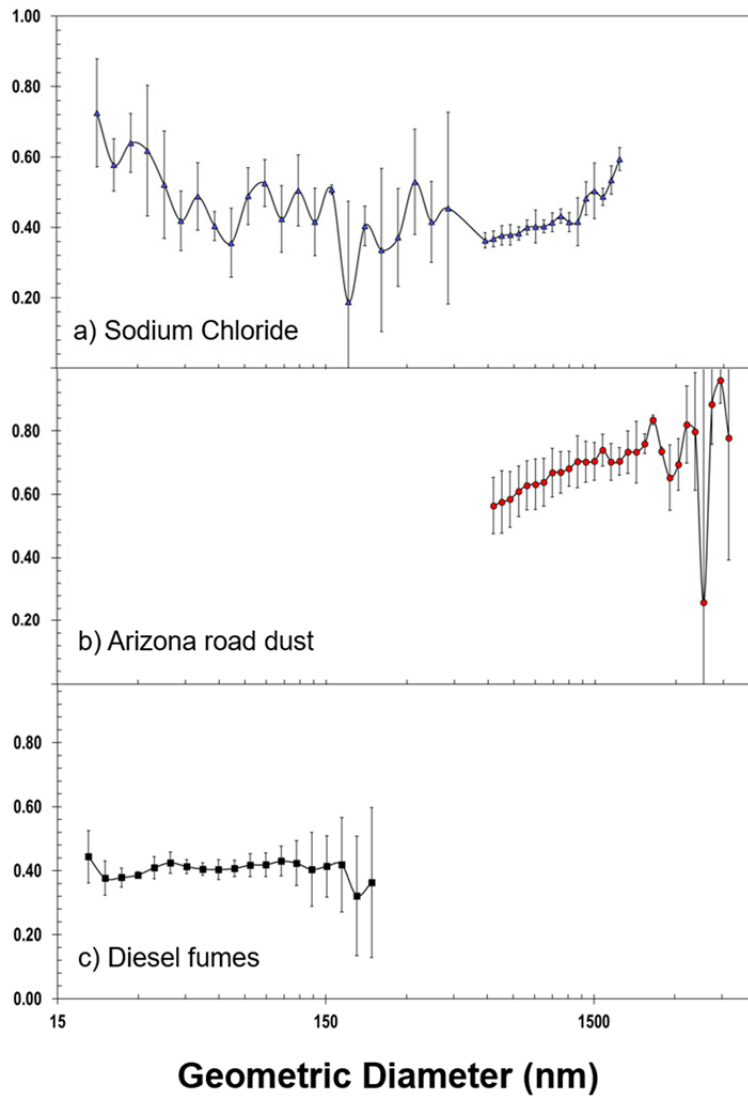 1.00
0.80
0.60
0.40
0.20
a) Sodium Chloride
0.80
0.60
0.40
0.20
b) Arizona road dust
0.80
0.60
0.40
0.20
c) Diesel fumes
0.00
15 150 1500
Geometric Diameter (nm)